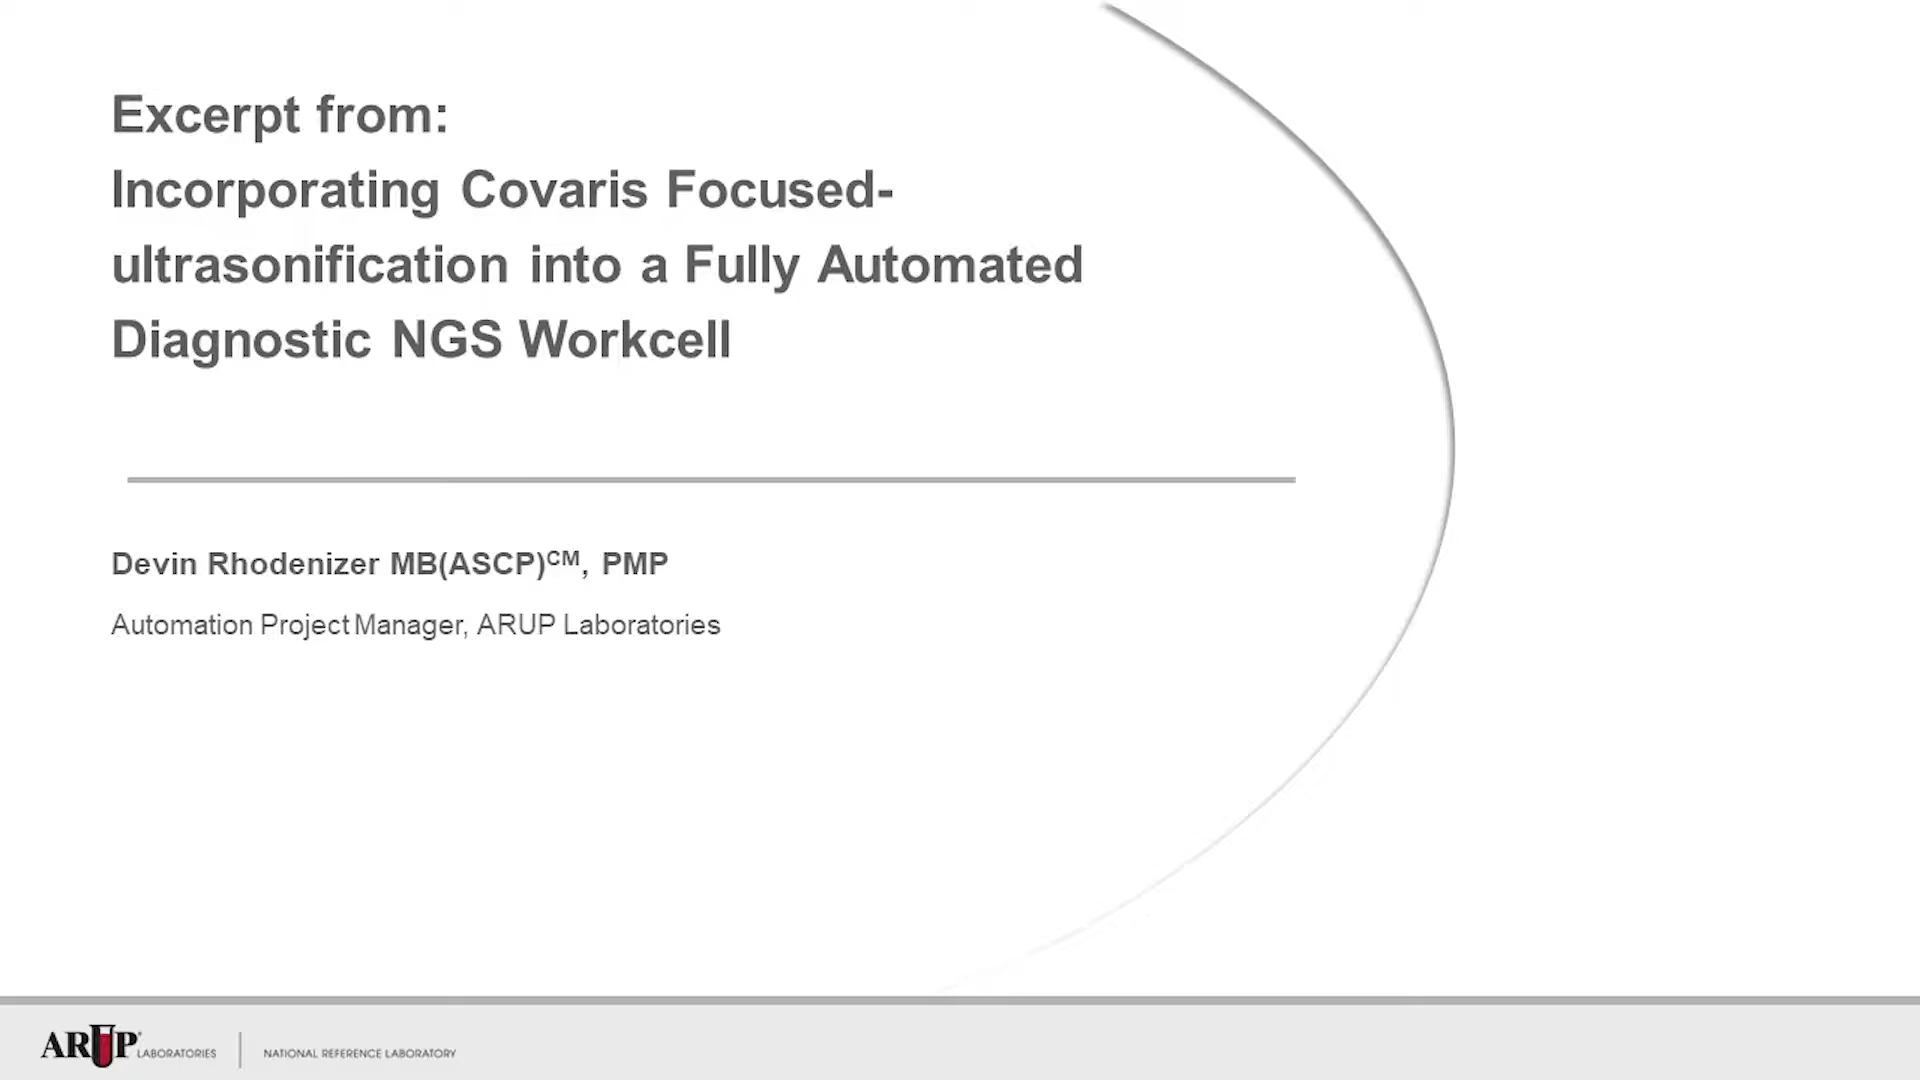 Excerpt from:
Incorporating Covaris Focused-
ultrasonification into a Fully Automated
Diagnostic NGS Workcell
Devin Rhodenizer MB(ASCP)ᶜᴹ, PMP
Automation Project Manager, ARUP Laboratories
ARUP® LABORATORIES | NATIONAL REFERENCE LABORATORY